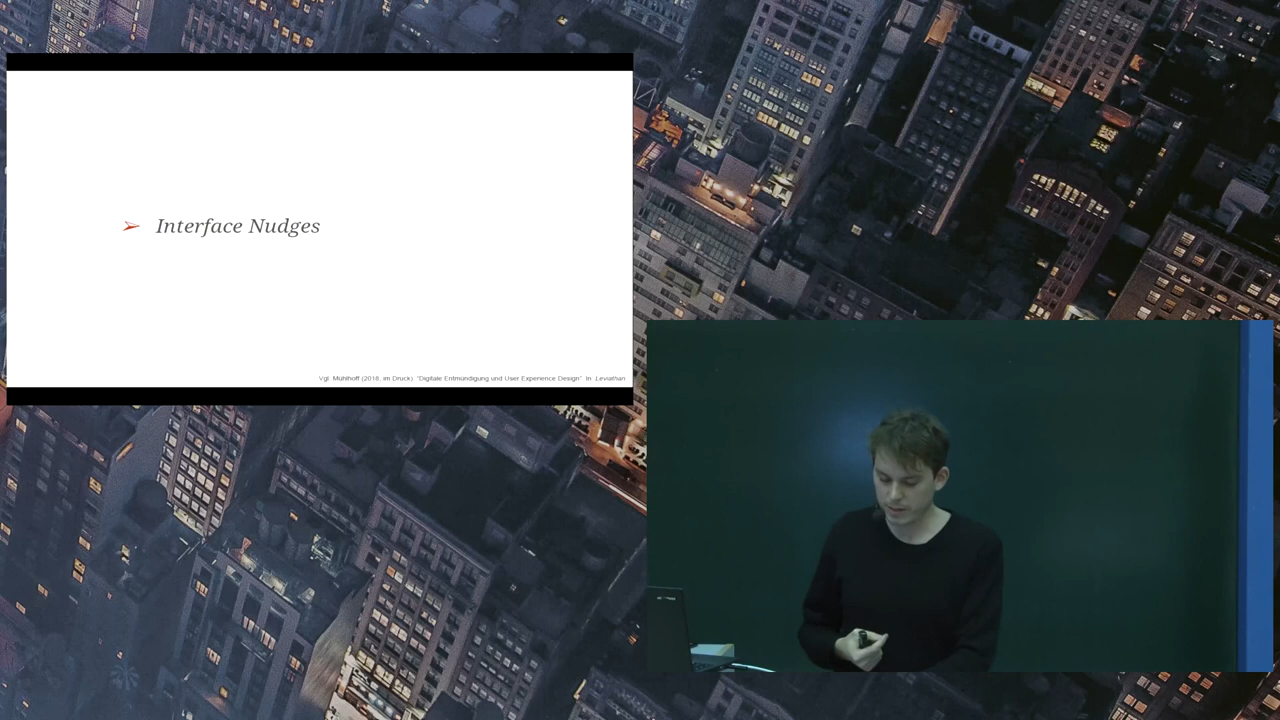 ➢ Interface Nudges
Vgl. Mühlhoff (2018, im Druck) "Digitale Entmündigung und User Experience Design" In: Leviathan